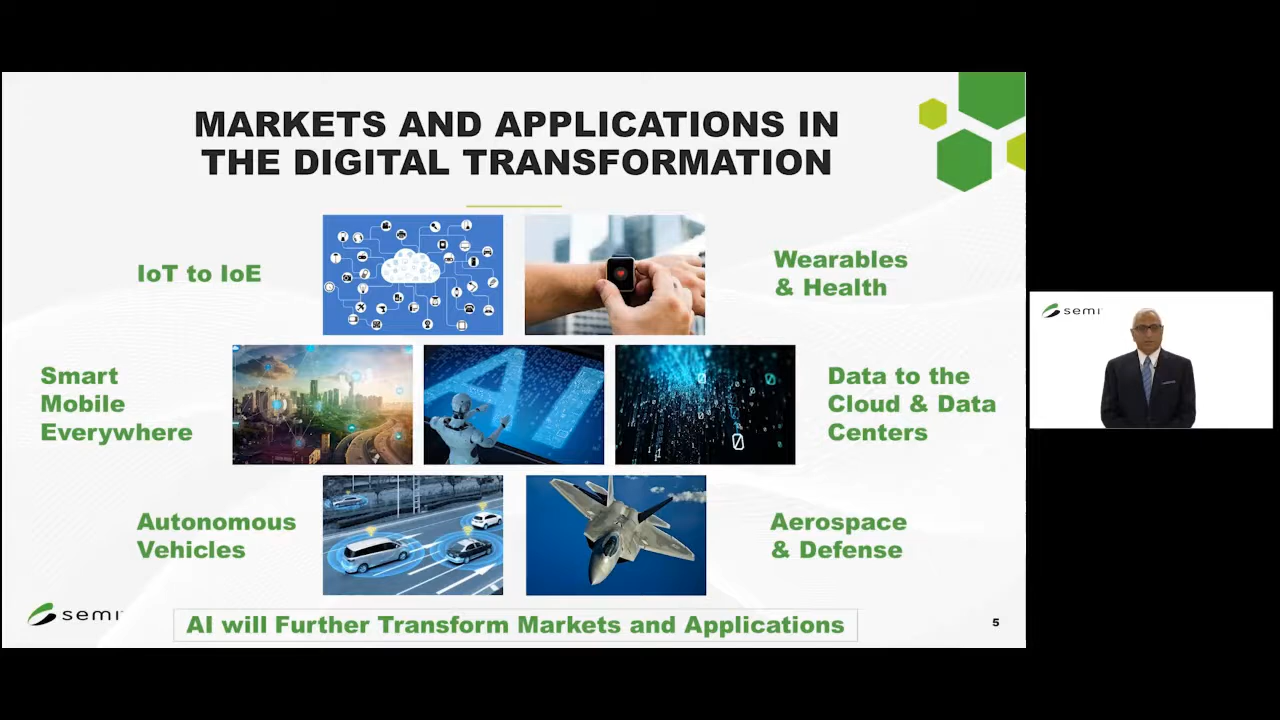 MARKETS AND APPLICATIONS IN
THE DIGITAL TRANSFORMATION
IoT to IoE
Wearables
& Health
Smart
Mobile
Everywhere
AI
Data to the
Cloud & Data
Centers
Autonomous
Vehicles
Aerospace
& Defense
semi
AI will Further Transform Markets and Applications
5
semi